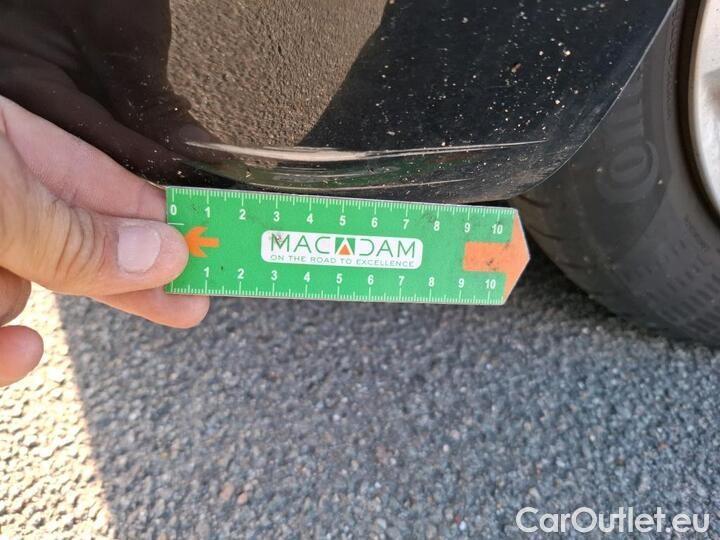 0 1 2 3 4 5 6 7 8 9 10
MACADAM
ON THE ROAD TO EXCELLENCE
1 2 3 4 5 6 7 8 9 10
CarOutlet.eu